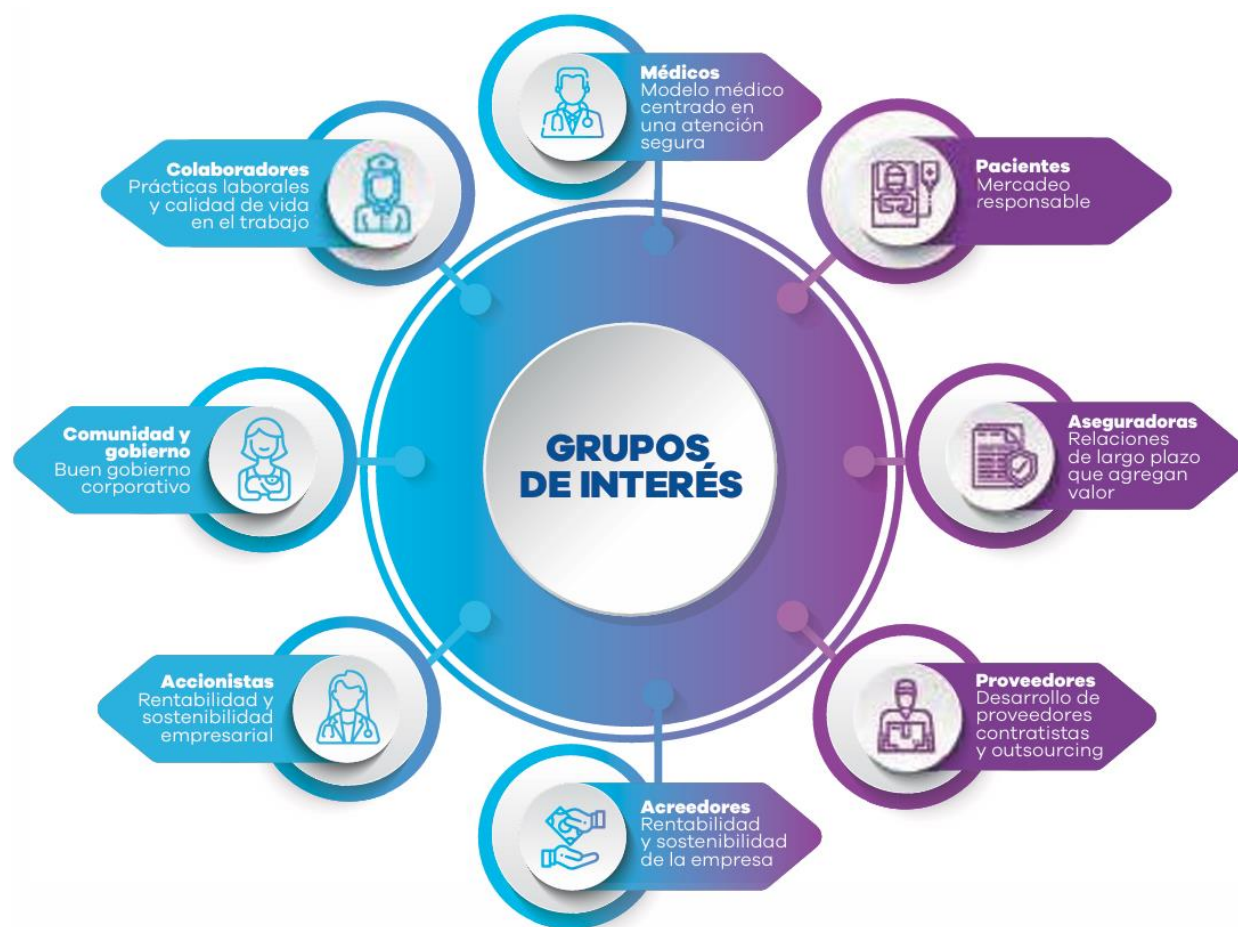 Médicos
Modelo médico
centrado en
una atención
segura
Colaboradores
Prácticas laborales
y calidad de vida
en el trabajo
Pacientes
Mercadeo
responsable
Comunidad y
gobierno
Buen gobierno
corporativo
GRUPOS
DE INTERÉS
Aseguradoras
Relaciones
de largo plazo
que agregan
valor
Accionistas
Rentabilidad y
sostenibilidad
empresarial
Proveedores
Desarrollo de
proveedores
contratistas
y outsourcing
Acreedores
Rentabilidad
y sostenibilidad
de la empresa